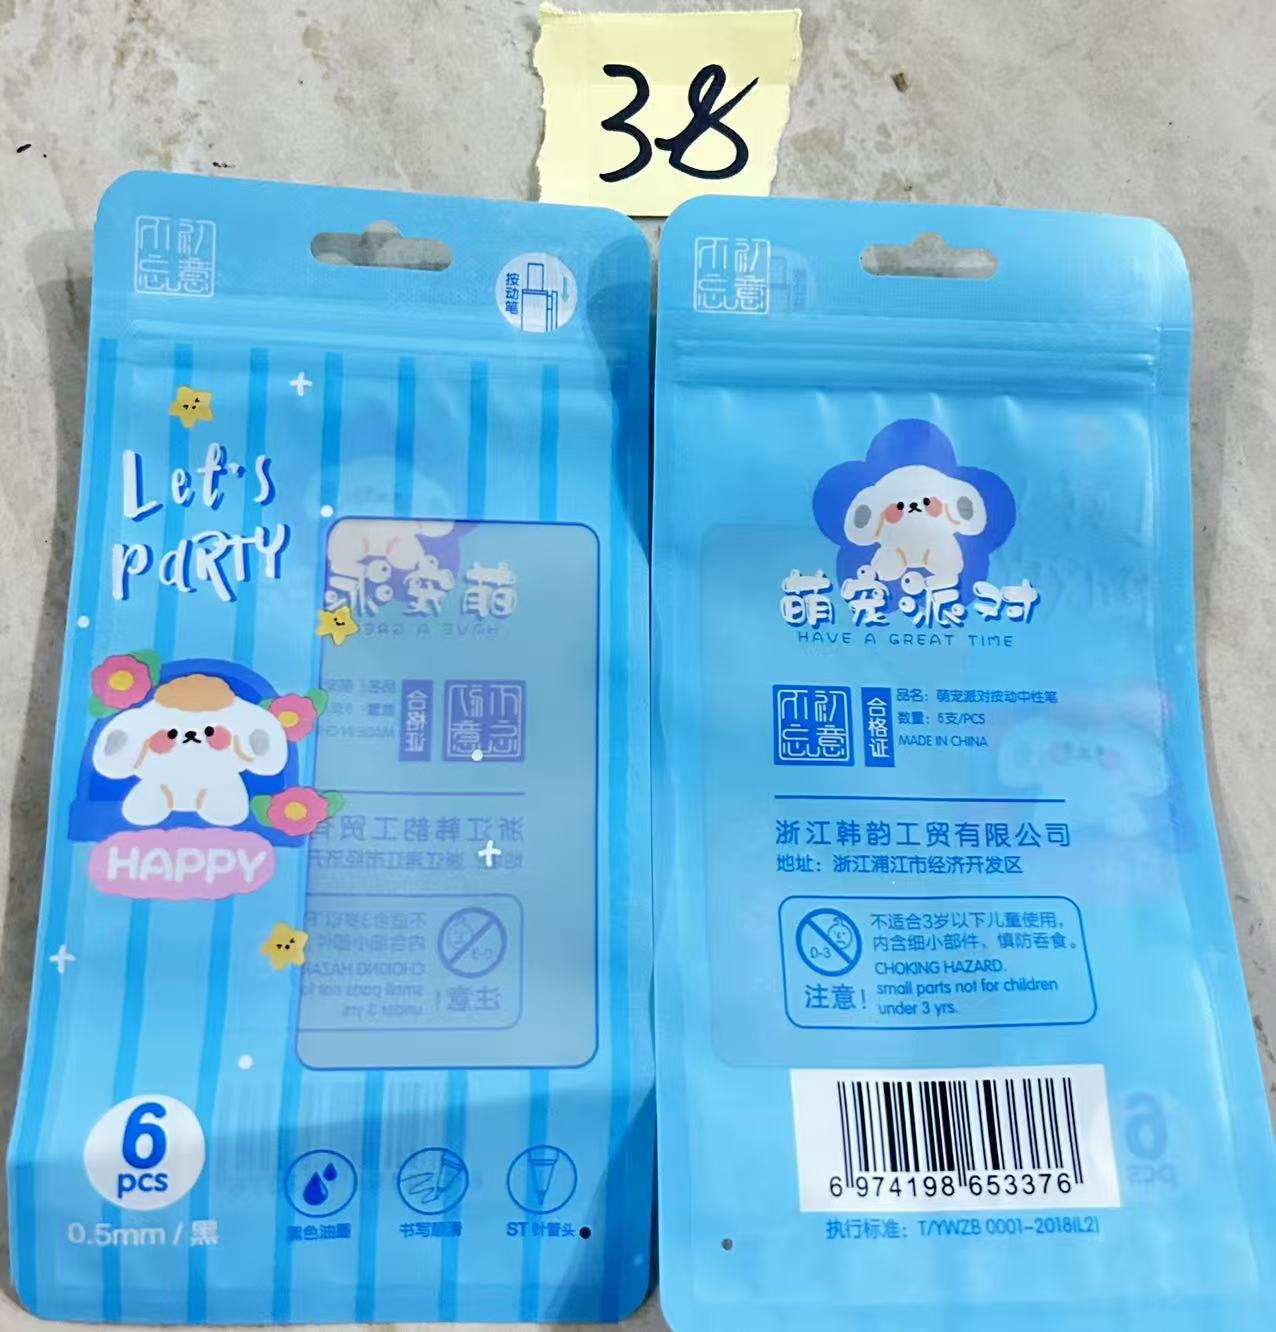 38
不忘
初意
按动笔
Let's
PARTY
HAPPY
6
pcs
0.5mm / 黑
黑色油墨
书写顺滑
ST 针管头
不忘
初意
萌宠派对
HAVE A GREAT TIME
不忘
初意
合格证
品名：萌宠派对按动中性笔
数量：6支/PCS
MADE IN CHINA
浙江韩韵工贸有限公司
地址：浙江浦江市经济开发区
0-3
注意！
不适合3岁以下儿童使用，
内含细小部件，慎防吞食。
CHOKING HAZARD.
small parts not for children
under 3 yrs.
6 974198 653376
执行标准：T/YWZB 0001-2018(L2)